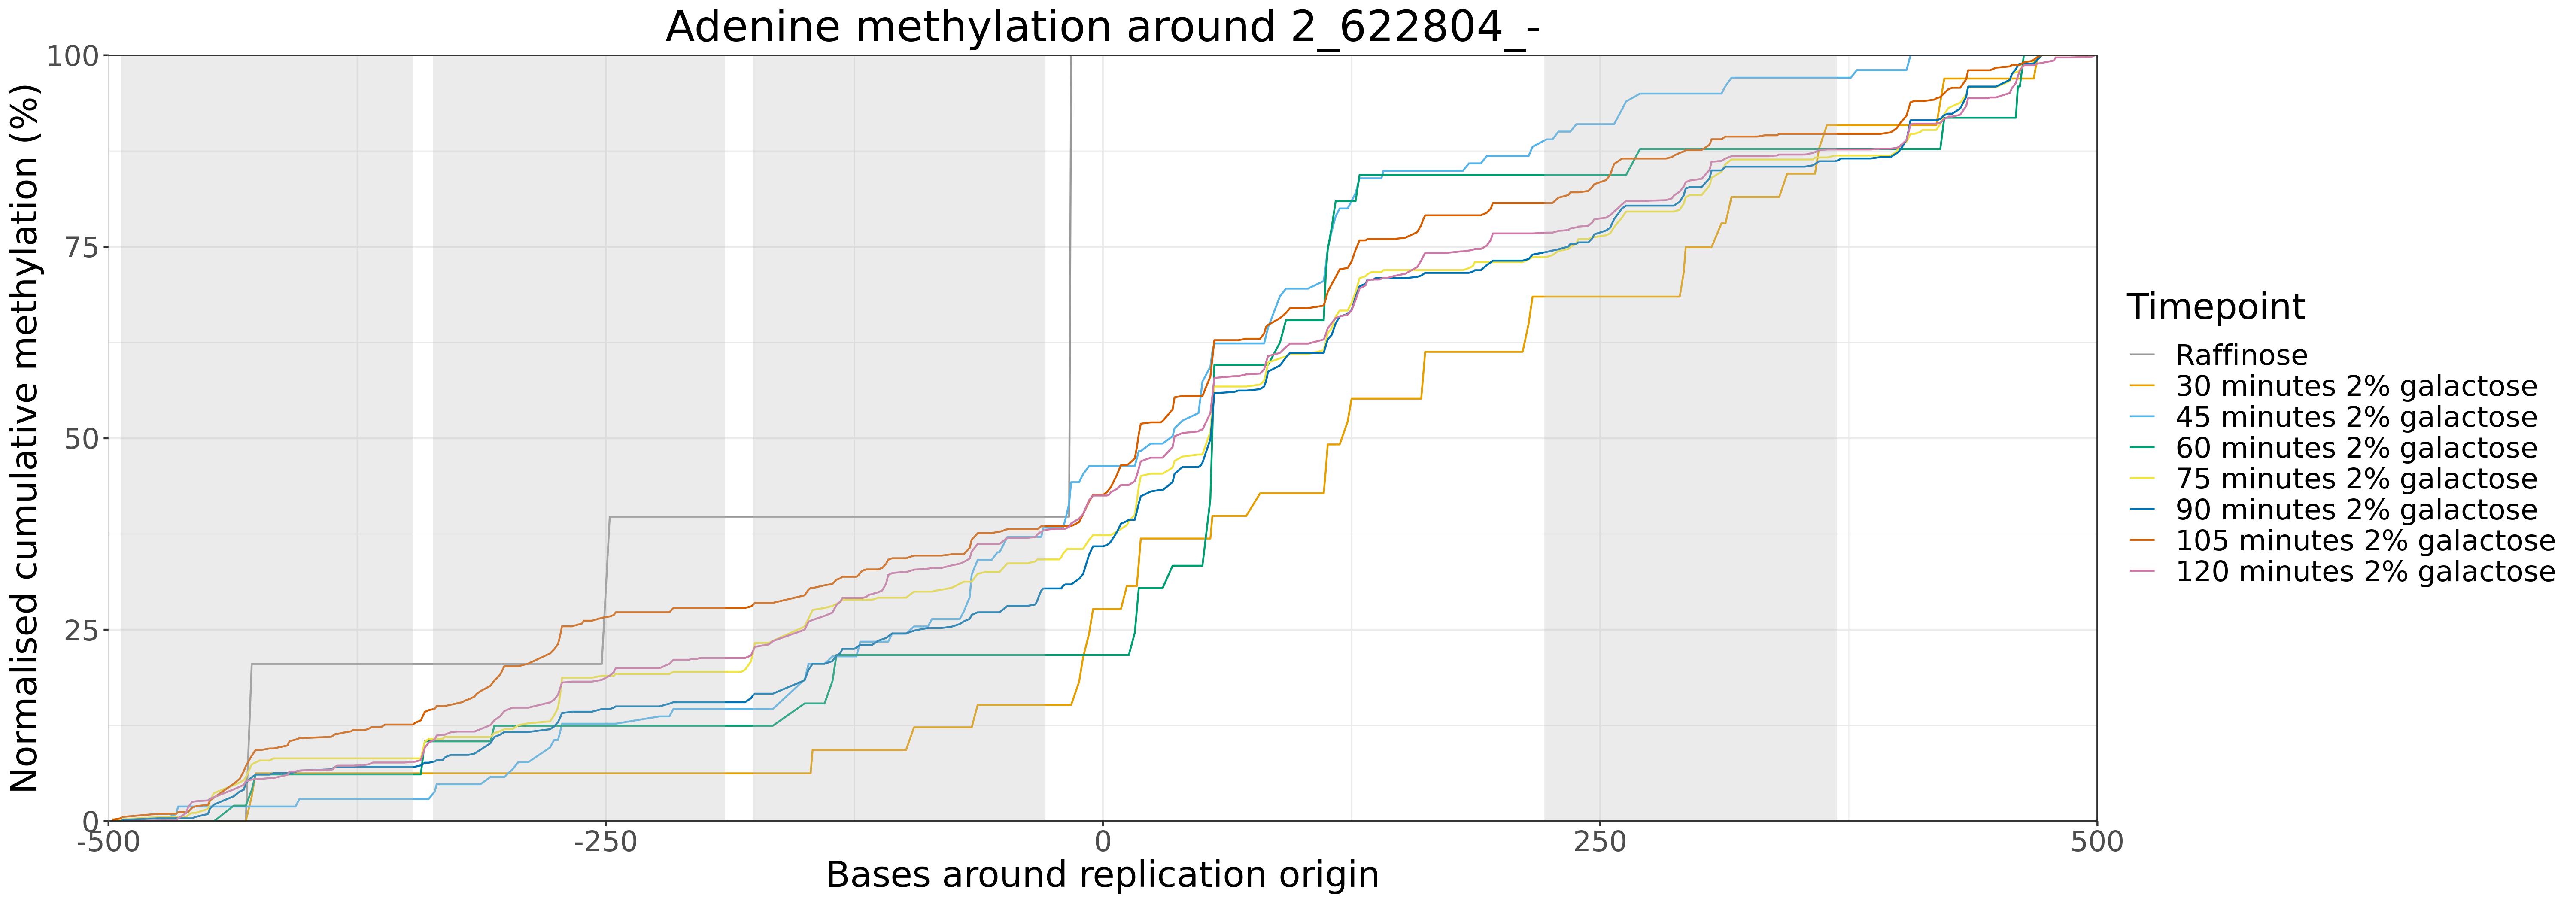 Adenine methylation around 2_622804_-
Normalised cumulative methylation (%)
100
75
50
25
0
-500
-250
0
250
500
Bases around replication origin
Timepoint
Raffinose
30 minutes 2% galactose
45 minutes 2% galactose
60 minutes 2% galactose
75 minutes 2% galactose
90 minutes 2% galactose
105 minutes 2% galactose
120 minutes 2% galactose